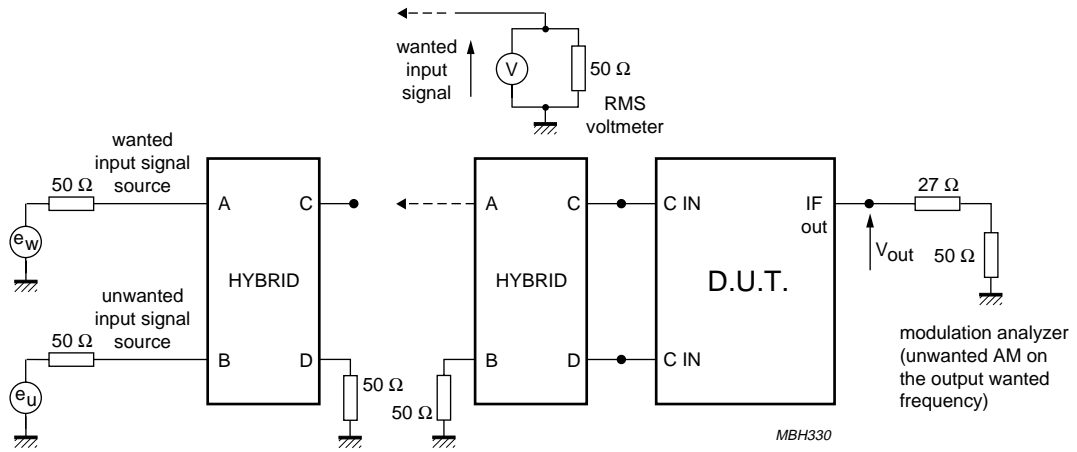 wanted
input
signal
V
50 Ω
RMS
voltmeter
wanted
input signal
source
50 Ω
e_w
A
C
HYBRID
B
D
unwanted
input signal
source
50 Ω
e_u
50 Ω
A
C
HYBRID
B
D
50 Ω
C IN
IF
out
D.U.T.
C IN
V_out
27 Ω
50 Ω
modulation analyzer
(unwanted AM on
the output wanted
frequency)
MBH330